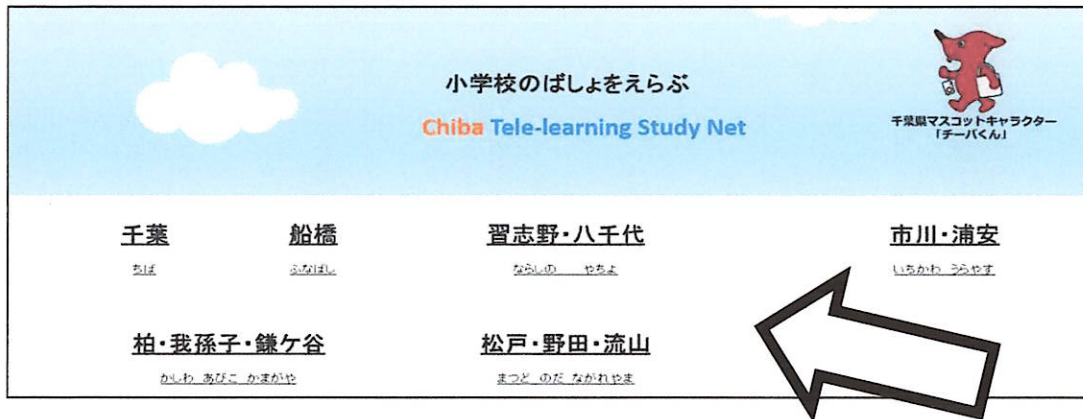 小学校のばしょをえらぶ
Chiba Tele-learning Study Net
千葉県マスコットキャラクター
「チーバくん」
千葉 船橋 習志野・八千代 市川・浦安
ちば ふなばし ならしの やちよ いちかわ うらやす
柏・我孫子・鎌ケ谷 松戸・野田・流山
かしわ あびこ かまがや まつど のだ ながれやま